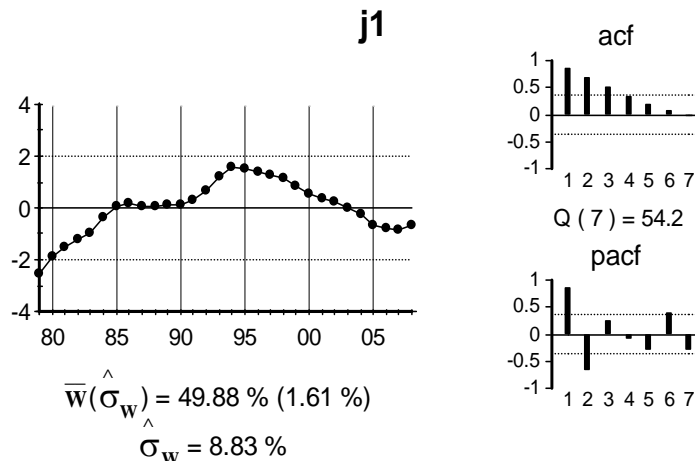 j1
4
2
0
-2
-4
80 85 90 95 00 05
w̅(σ̂w) = 49.88 % (1.61 %)
σ̂w = 8.83 %
acf
1
0.5
0
-0.5
-1
1 2 3 4 5 6 7
Q ( 7 ) = 54.2
pacf
1
0.5
0
-0.5
-1
1 2 3 4 5 6 7